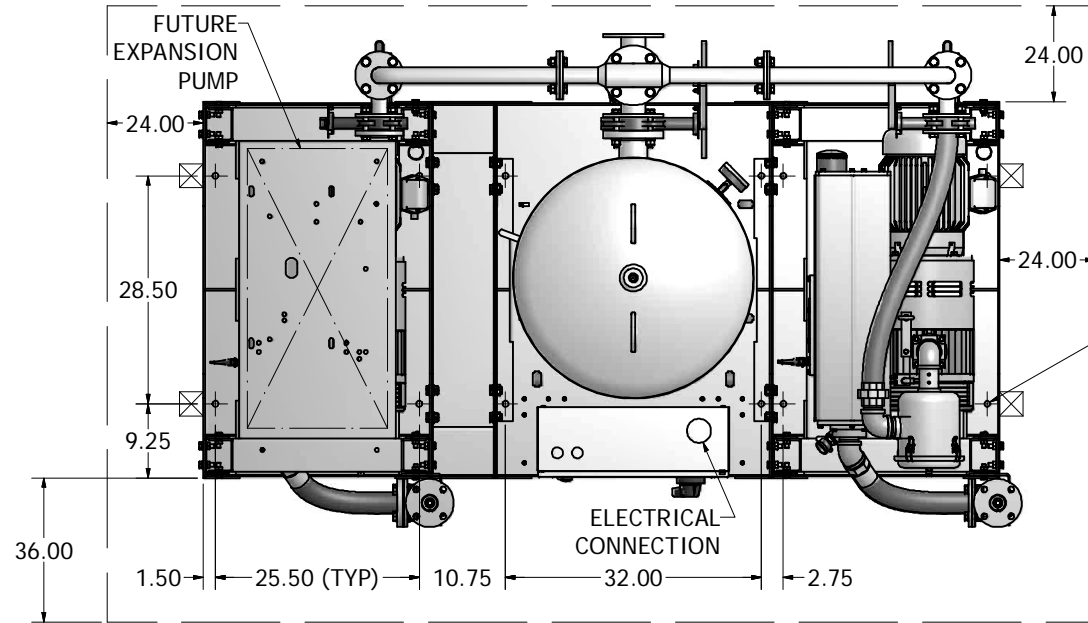 FUTURE
EXPANSION
PUMP
24.00
24.00
24.00
28.50
9.25
36.00
ELECTRICAL
CONNECTION
1.50
25.50 (TYP)
10.75
32.00
2.75